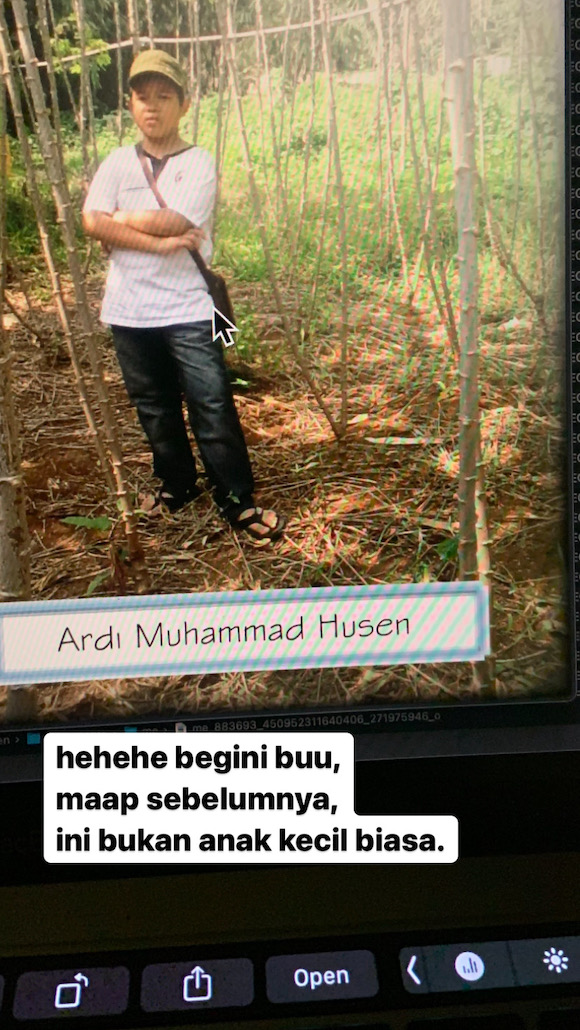 Ardi Muhammad Husen
me_883693_450952311640406_271975946_o
hehehe begini buu,
maap sebelumnya,
ini bukan anak kecil biasa.
Open